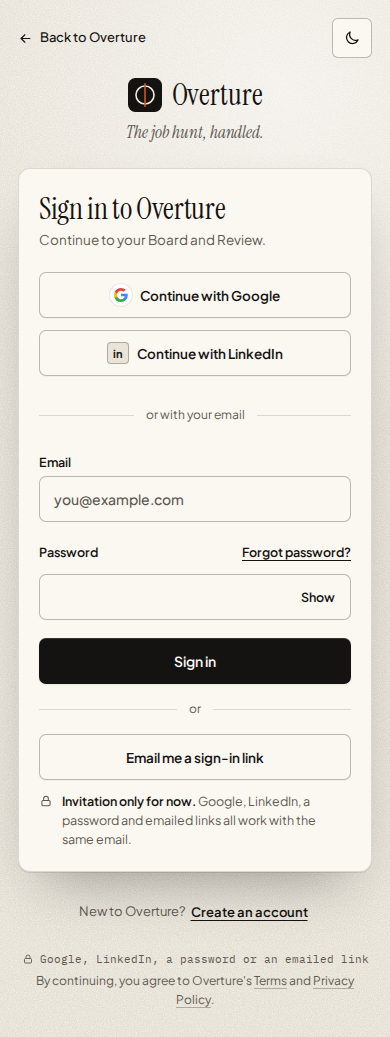 ← Back to Overture
Overture
The job hunt, handled.
Sign in to Overture
Continue to your Board and Review.
Continue with Google
in Continue with LinkedIn
or with your email
Email
you@example.com
Password Forgot password?
Show
Sign in
or
Email me a sign-in link
Invitation only for now. Google, LinkedIn, a
password and emailed links all work with the
same email.
New to Overture? Create an account
Google, LinkedIn, a password or an emailed link
By continuing, you agree to Overture's Terms and Privacy
Policy.